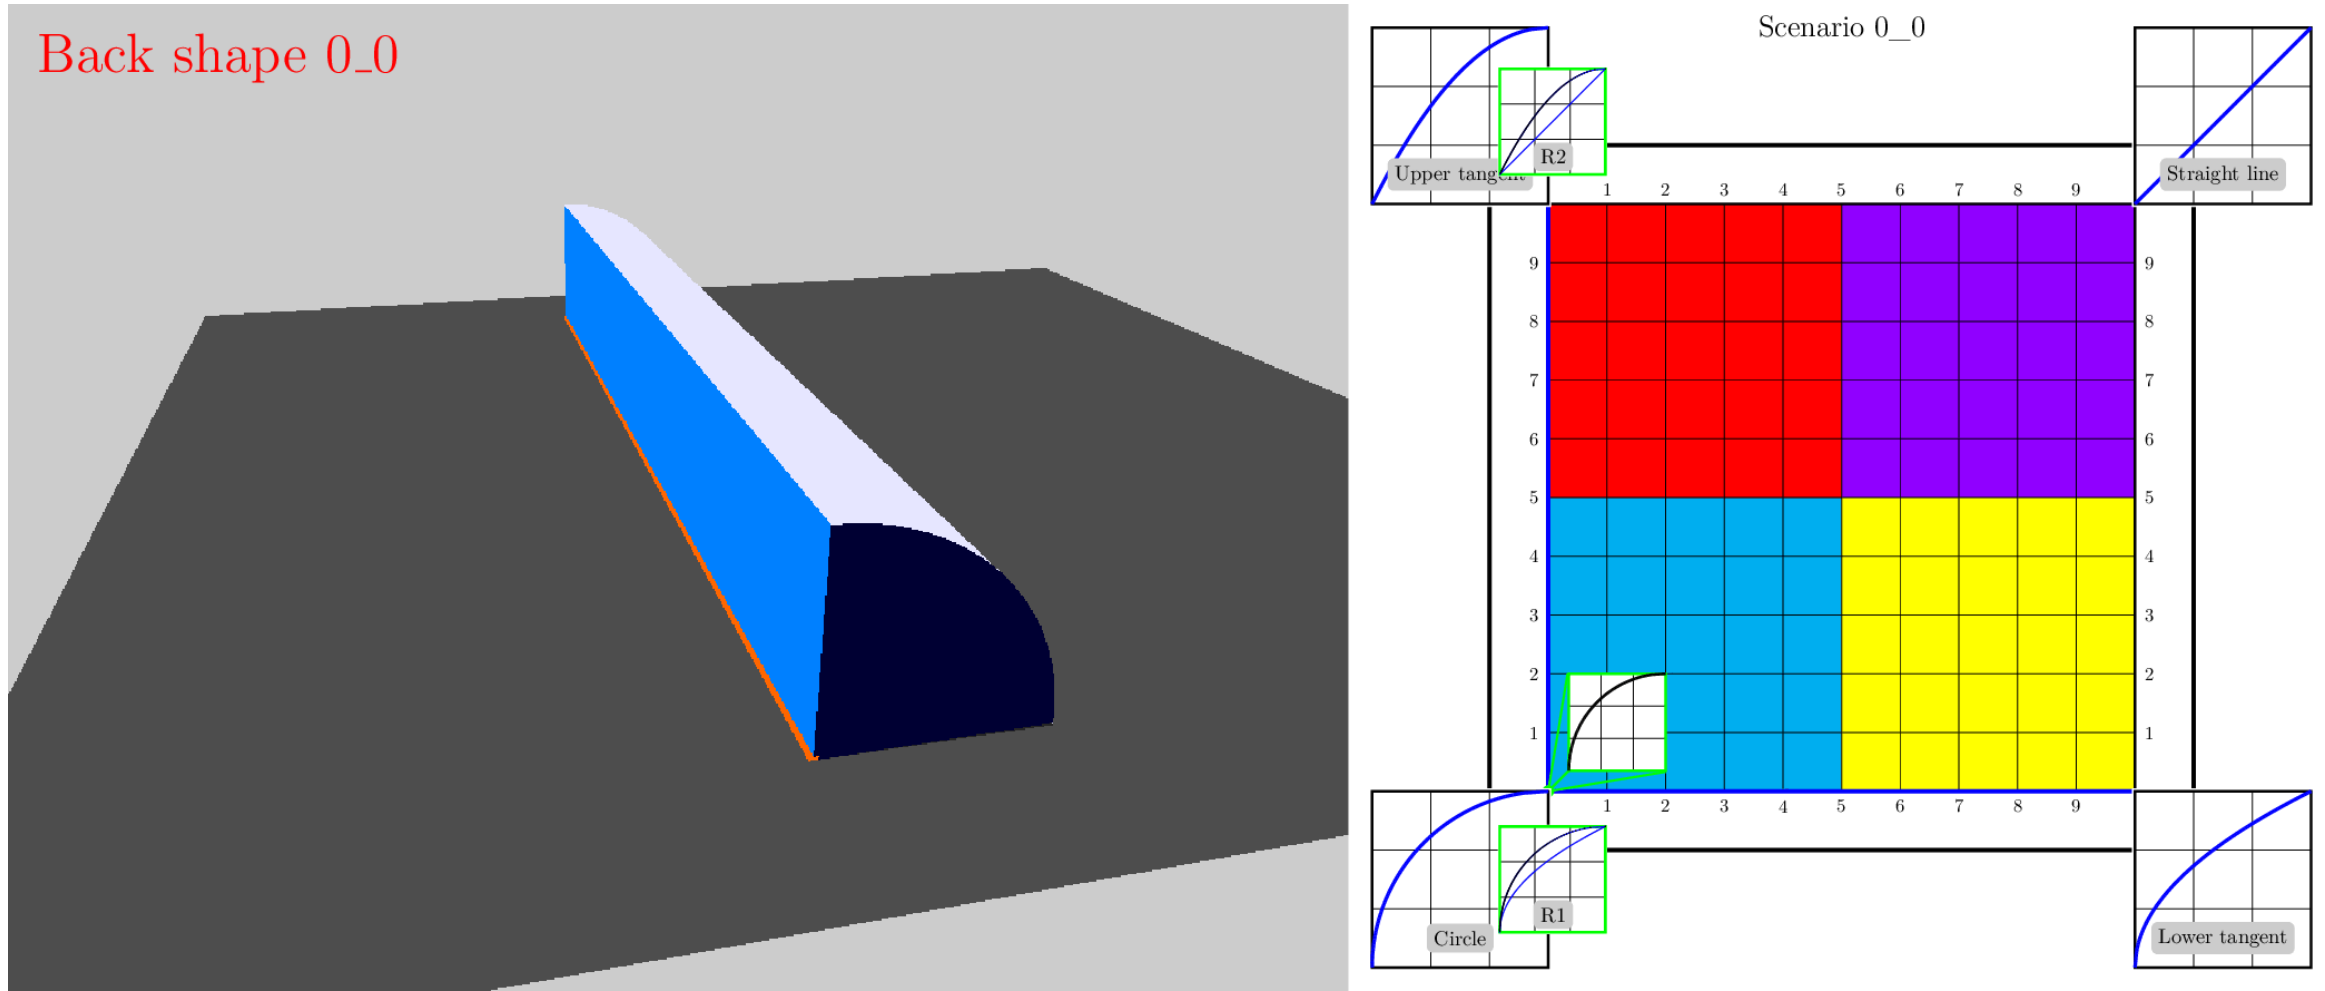 Back shape 0_0
Scenario 0_0
Upper tangent
R2
Straight line
1 2 3 4 5 6 7 8 9
9 9
8 8
7 7
6 6
5 5
4 4
3 3
2 2
1 1
1 2 3 4 5 6 7 8 9
R1
Circle
Lower tangent